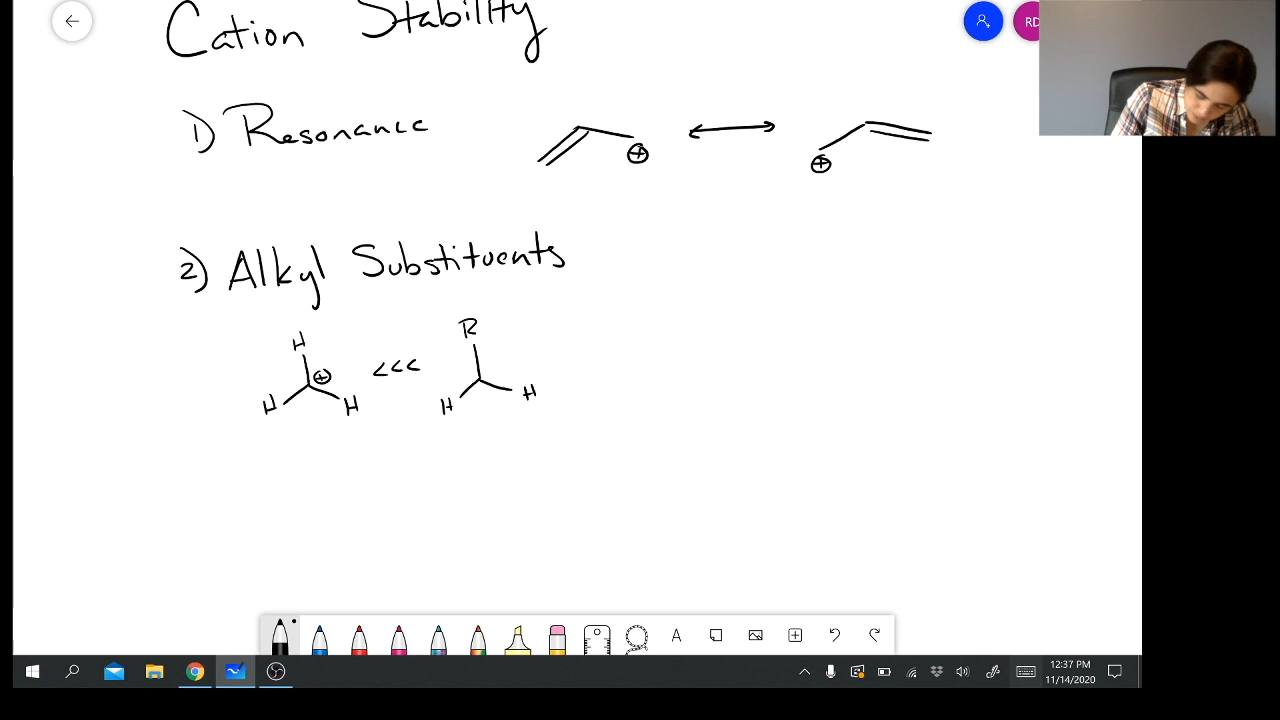 Cation Stability
RD
1) Resonance
⊕ ↔ ⊕
2) Alkyl Substituents
H R
⊕ <<<
H H H H
A
12:37 PM
11/14/2020